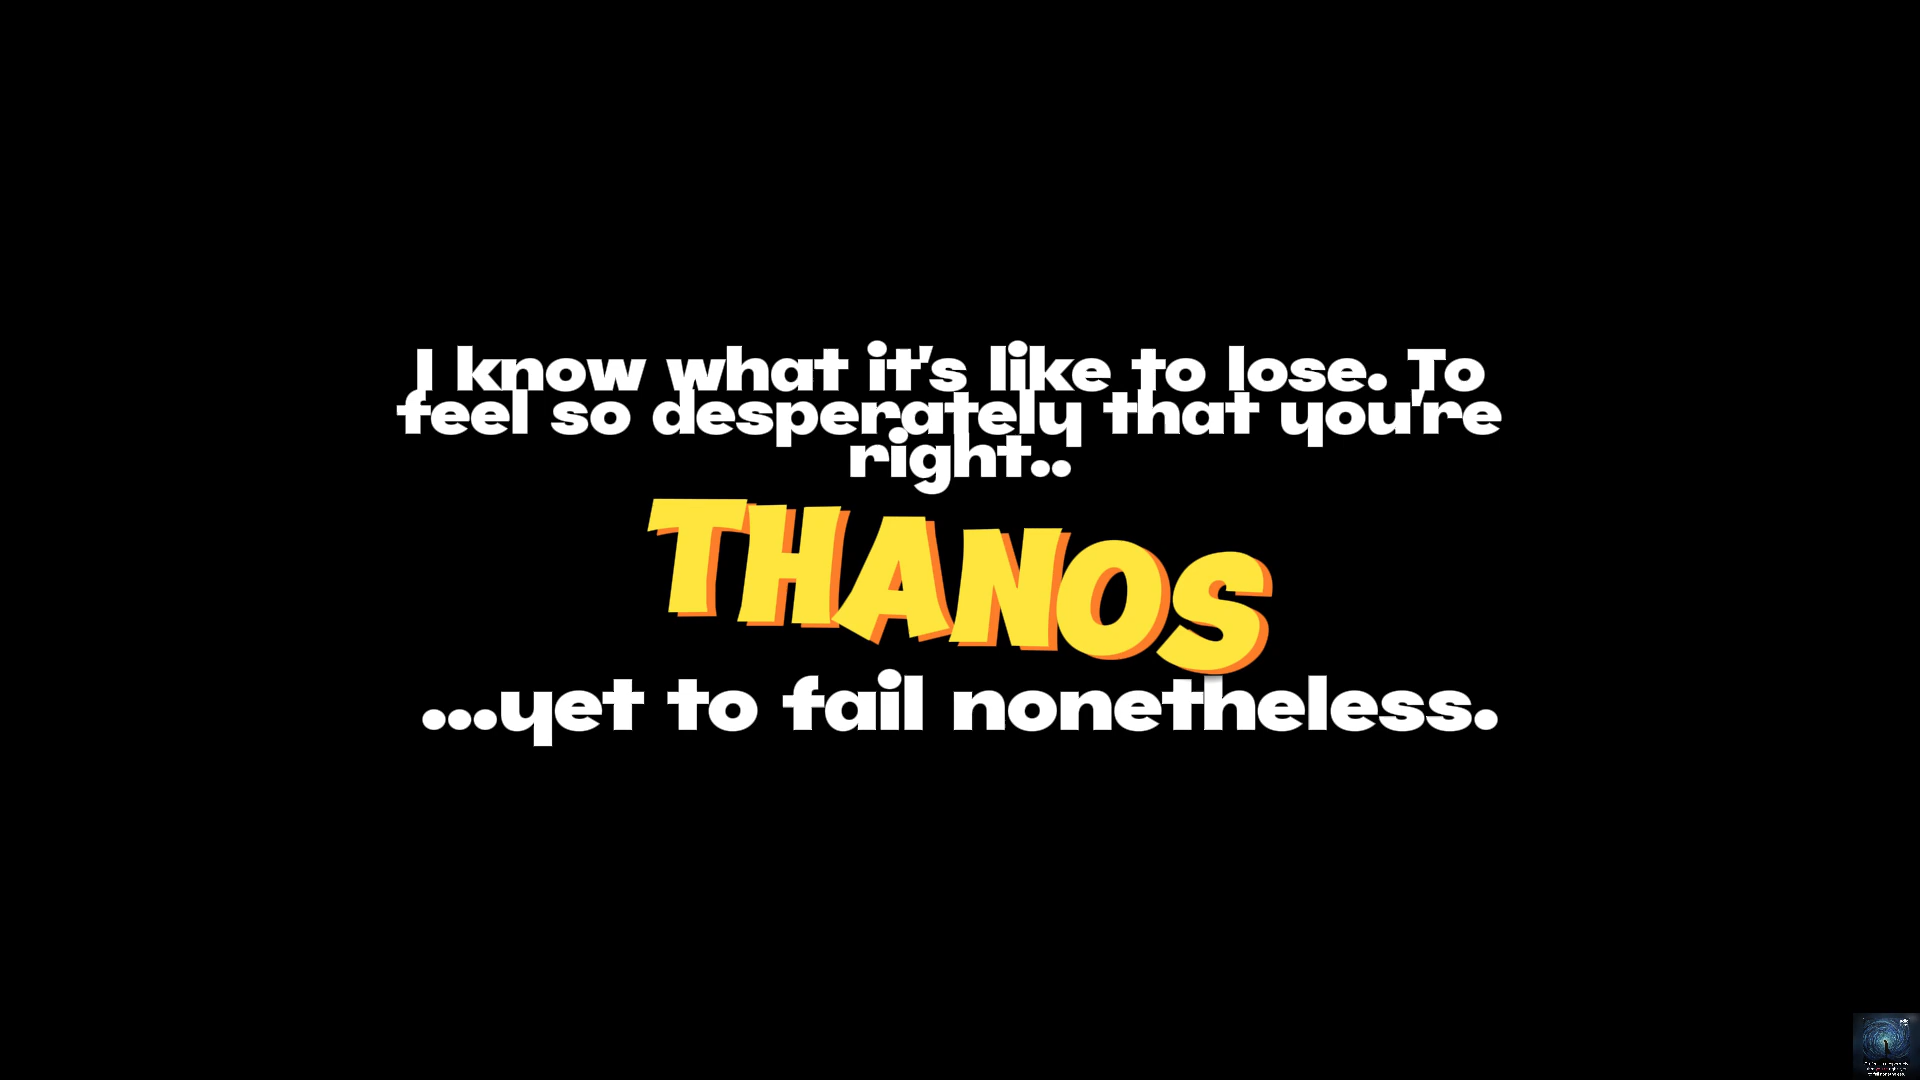 I know what it's like to lose. To
feel so desperately that you're
right..
THANOS
...yet to fail nonetheless.